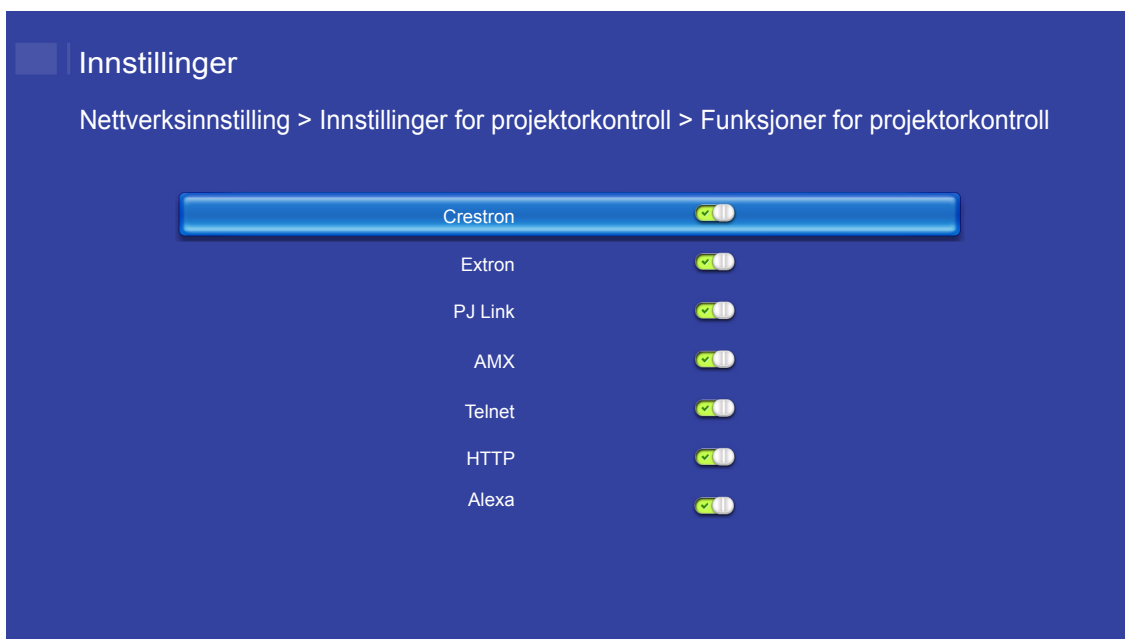 Innstillinger
Nettverksinnstilling > Innstillinger for projektorkontroll > Funksjoner for projektorkontroll
Crestron
Extron
PJ Link
AMX
Telnet
HTTP
Alexa